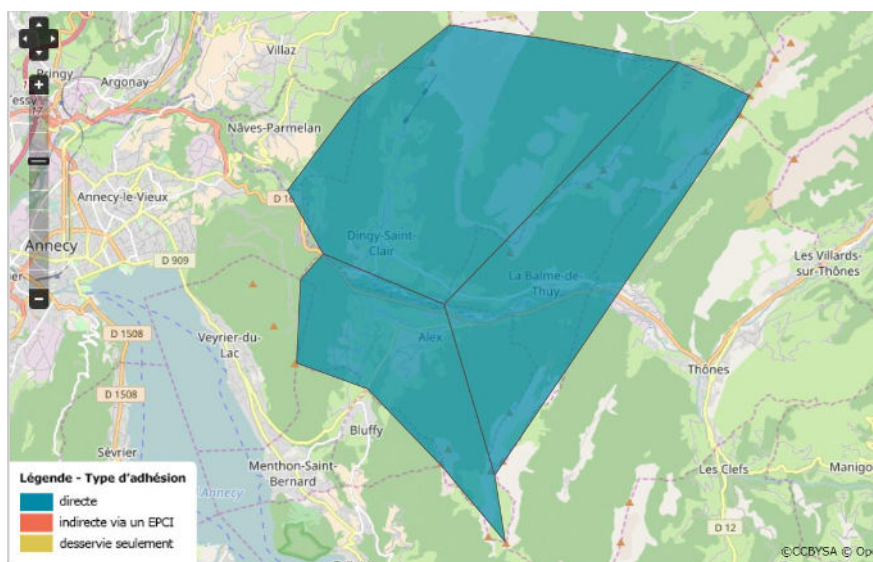 Villaz
Pringy
Argonay
17
Nâves-Parmelan
Annecy-le-Vieux
D 16
Annecy
D 909
Dingy-Saint-
Clair
Les Villards-
sur-Thônes
La Balme-de-
Thuy
D 1508
Veyrier-du-
Lac
Alex
Thônes
D 1508
Bluffy
Sévrier
Menthon-Saint-
Bernard
Les Clefs
Manigo
Légende - Type d'adhésion
directe
Annecy
indirecte via un EPCI
desservie seulement
D 12
©CCBYSA © Ope